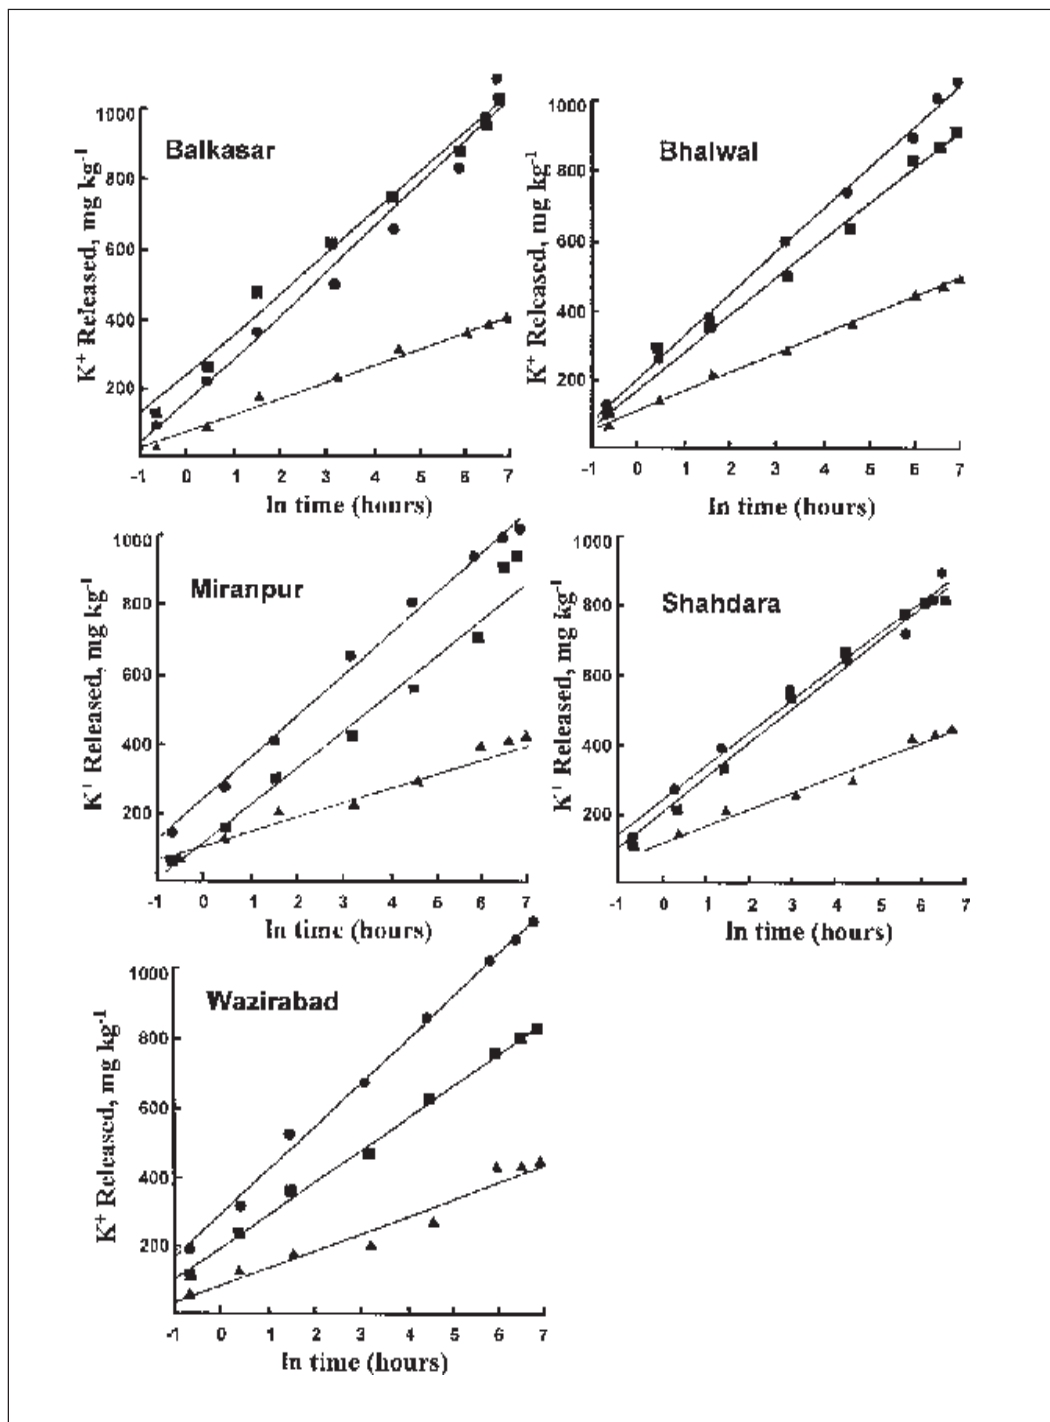 Balkasar
K+ Released, mg kg-1
1000
800
600
400
200
-1 0 1 2 3 4 5 6 7
ln time (hours)
Bhalwal
K+ Released, mg kg-1
1000
800
600
400
200
-1 0 1 2 3 4 5 6 7
ln time (hours)
Miranpur
K+ Released, mg kg-1
1000
800
600
400
200
-1 0 1 2 3 4 5 6 7
ln time (hours)
Shahdara
K+ Released, mg kg-1
1000
800
600
400
200
-1 0 1 2 3 4 5 6 7
ln time (hours)
Wazirabad
K+ Released, mg kg-1
1000
800
600
400
200
-1 0 1 2 3 4 5 6 7
ln time (hours)